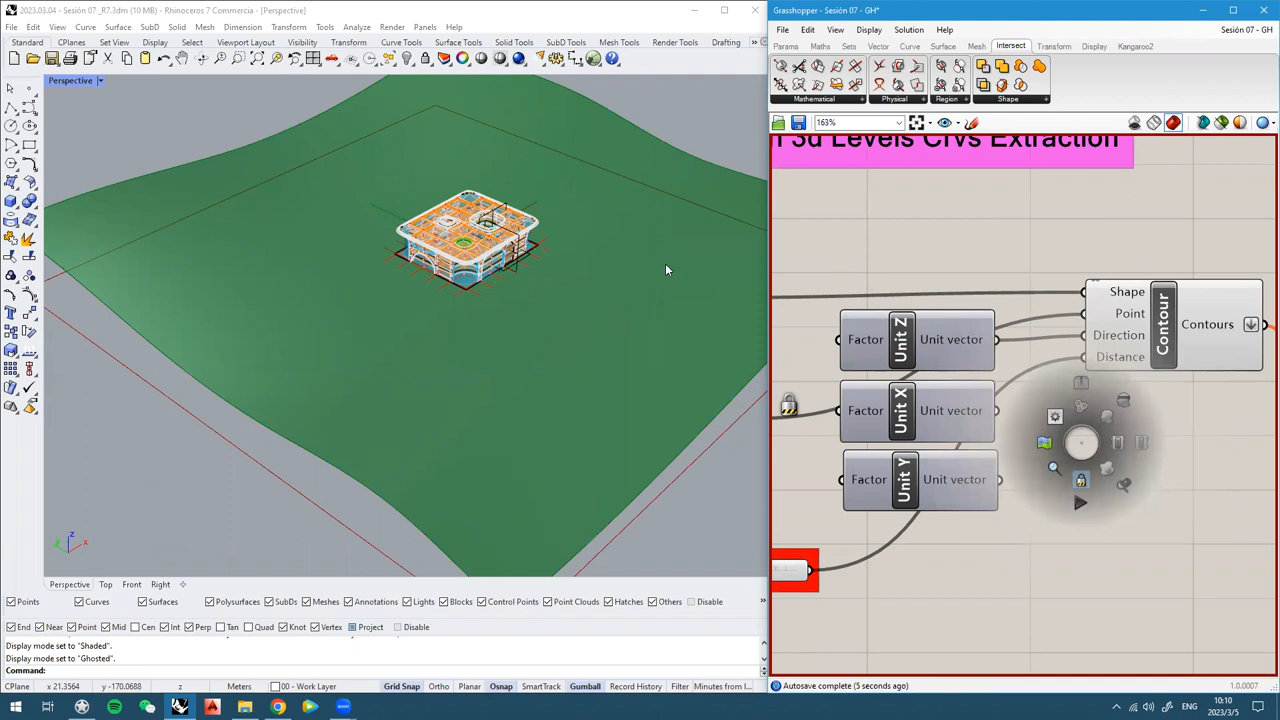 2023.03.04 - Sesión 07_R7.3dm (10 MB) - Rhinoceros 7 Commercia - [Perspective]
File Edit View Curve Surface SubD Solid Mesh Dimension Transform Tools Analyze Render Panels Help
Standard CPlanes Set View Display Select Viewport Layout Visibility Transform Curve Tools Surface Tools Solid Tools SubD Tools Mesh Tools Render Tools Drafting
Perspective
z
x
Perspective Top Front Right
Points Curves Surfaces Polysurfaces SubDs Meshes Annotations Lights Blocks Control Points Point Clouds Hatches Others Disable
End Near Point Mid Cen Int Perp Tan Quad Knot Vertex Project Disable
Display mode set to "Shaded".
Display mode set to "Ghosted".
Command:
CPlane x 21.3564 y -170.0688 z Meters 00 - Work Layer Grid Snap Ortho Planar Osnap SmartTrack Gumball Record History Filter Minutes from l...
Grasshopper - Sesión 07 - GH*
File Edit View Display Solution Help Sesión 07 - GH*
Params Maths Sets Vector Curve Surface Mesh Intersect Transform Display Kangaroo2
Mathematical Physical Region Shape
163%
3d Levels Crvs Extraction
Shape
Point
Direction
Distance
Contour
Contours
Factor Unit Z Unit vector
Factor Unit X Unit vector
Factor Unit Y Unit vector
Autosave complete (5 seconds ago) 1.0.0007
ENG 10:10
2023/3/5